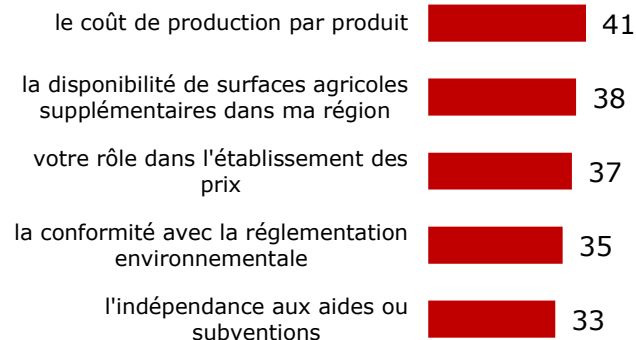 le coût de production par produit
41
la disponibilité de surfaces agricoles
supplémentaires dans ma région
38
votre rôle dans l'établissement des
prix
37
la conformité avec la réglementation
environnementale
35
l'indépendance aux aides ou
subventions
33